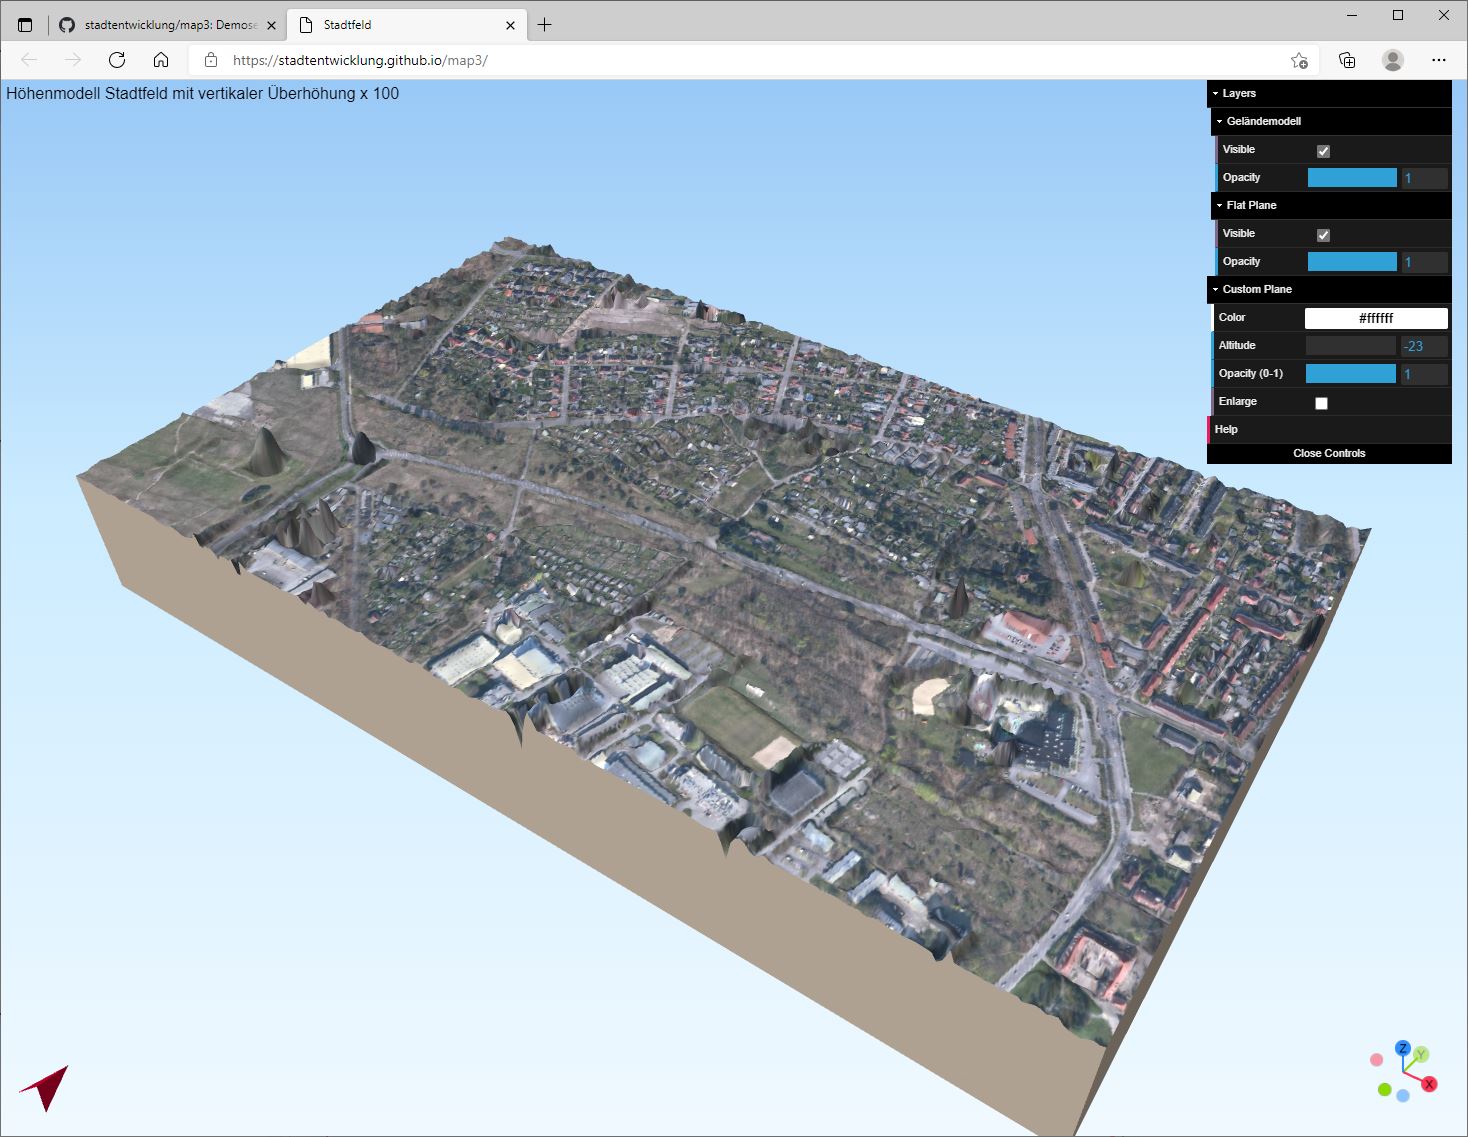 stadtentwicklung/map3: Demose
Stadtfeld
https://stadtentwicklung.github.io/map3/
Höhenmodell Stadtfeld mit vertikaler Überhöhung x 100
Layers
Geländemodell
Visible
Opacity 1
Flat Plane
Visible
Opacity 1
Custom Plane
Color #ffffff
Altitude -23
Opacity (0-1) 1
Enlarge
Help
Close Controls
Z
Y
X